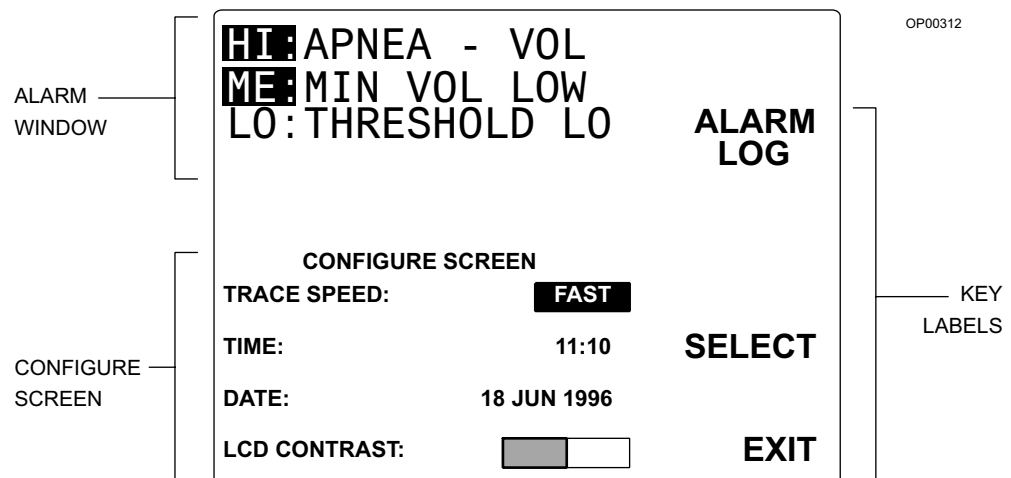 OP00312
ALARM
WINDOW
HI:APNEA - VOL
ME:MIN VOL LOW
LO:THRESHOLD LO
ALARM
LOG
CONFIGURE
SCREEN
CONFIGURE SCREEN
TRACE SPEED: FAST
TIME: 11:10
DATE: 18 JUN 1996
LCD CONTRAST:
SELECT
EXIT
KEY
LABELS